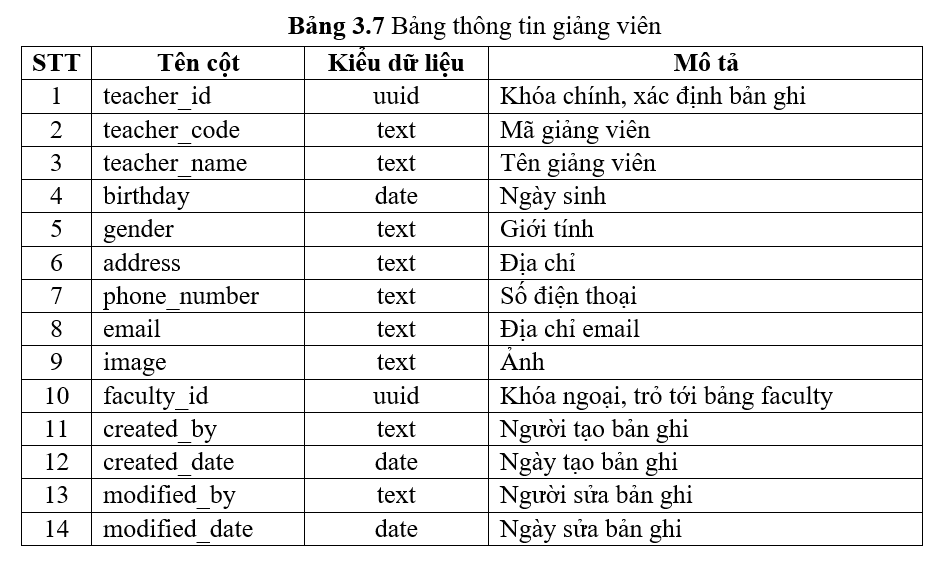 Bảng 3.7 Bảng thông tin giảng viên
STT Tên cột Kiểu dữ liệu Mô tả
1 teacher_id uuid Khóa chính, xác định bản ghi
2 teacher_code text Mã giảng viên
3 teacher_name text Tên giảng viên
4 birthday date Ngày sinh
5 gender text Giới tính
6 address text Địa chỉ
7 phone_number text Số điện thoại
8 email text Địa chỉ email
9 image text Ảnh
10 faculty_id uuid Khóa ngoại, trỏ tới bảng faculty
11 created_by text Người tạo bản ghi
12 created_date date Ngày tạo bản ghi
13 modified_by text Người sửa bản ghi
14 modified_date date Ngày sửa bản ghi